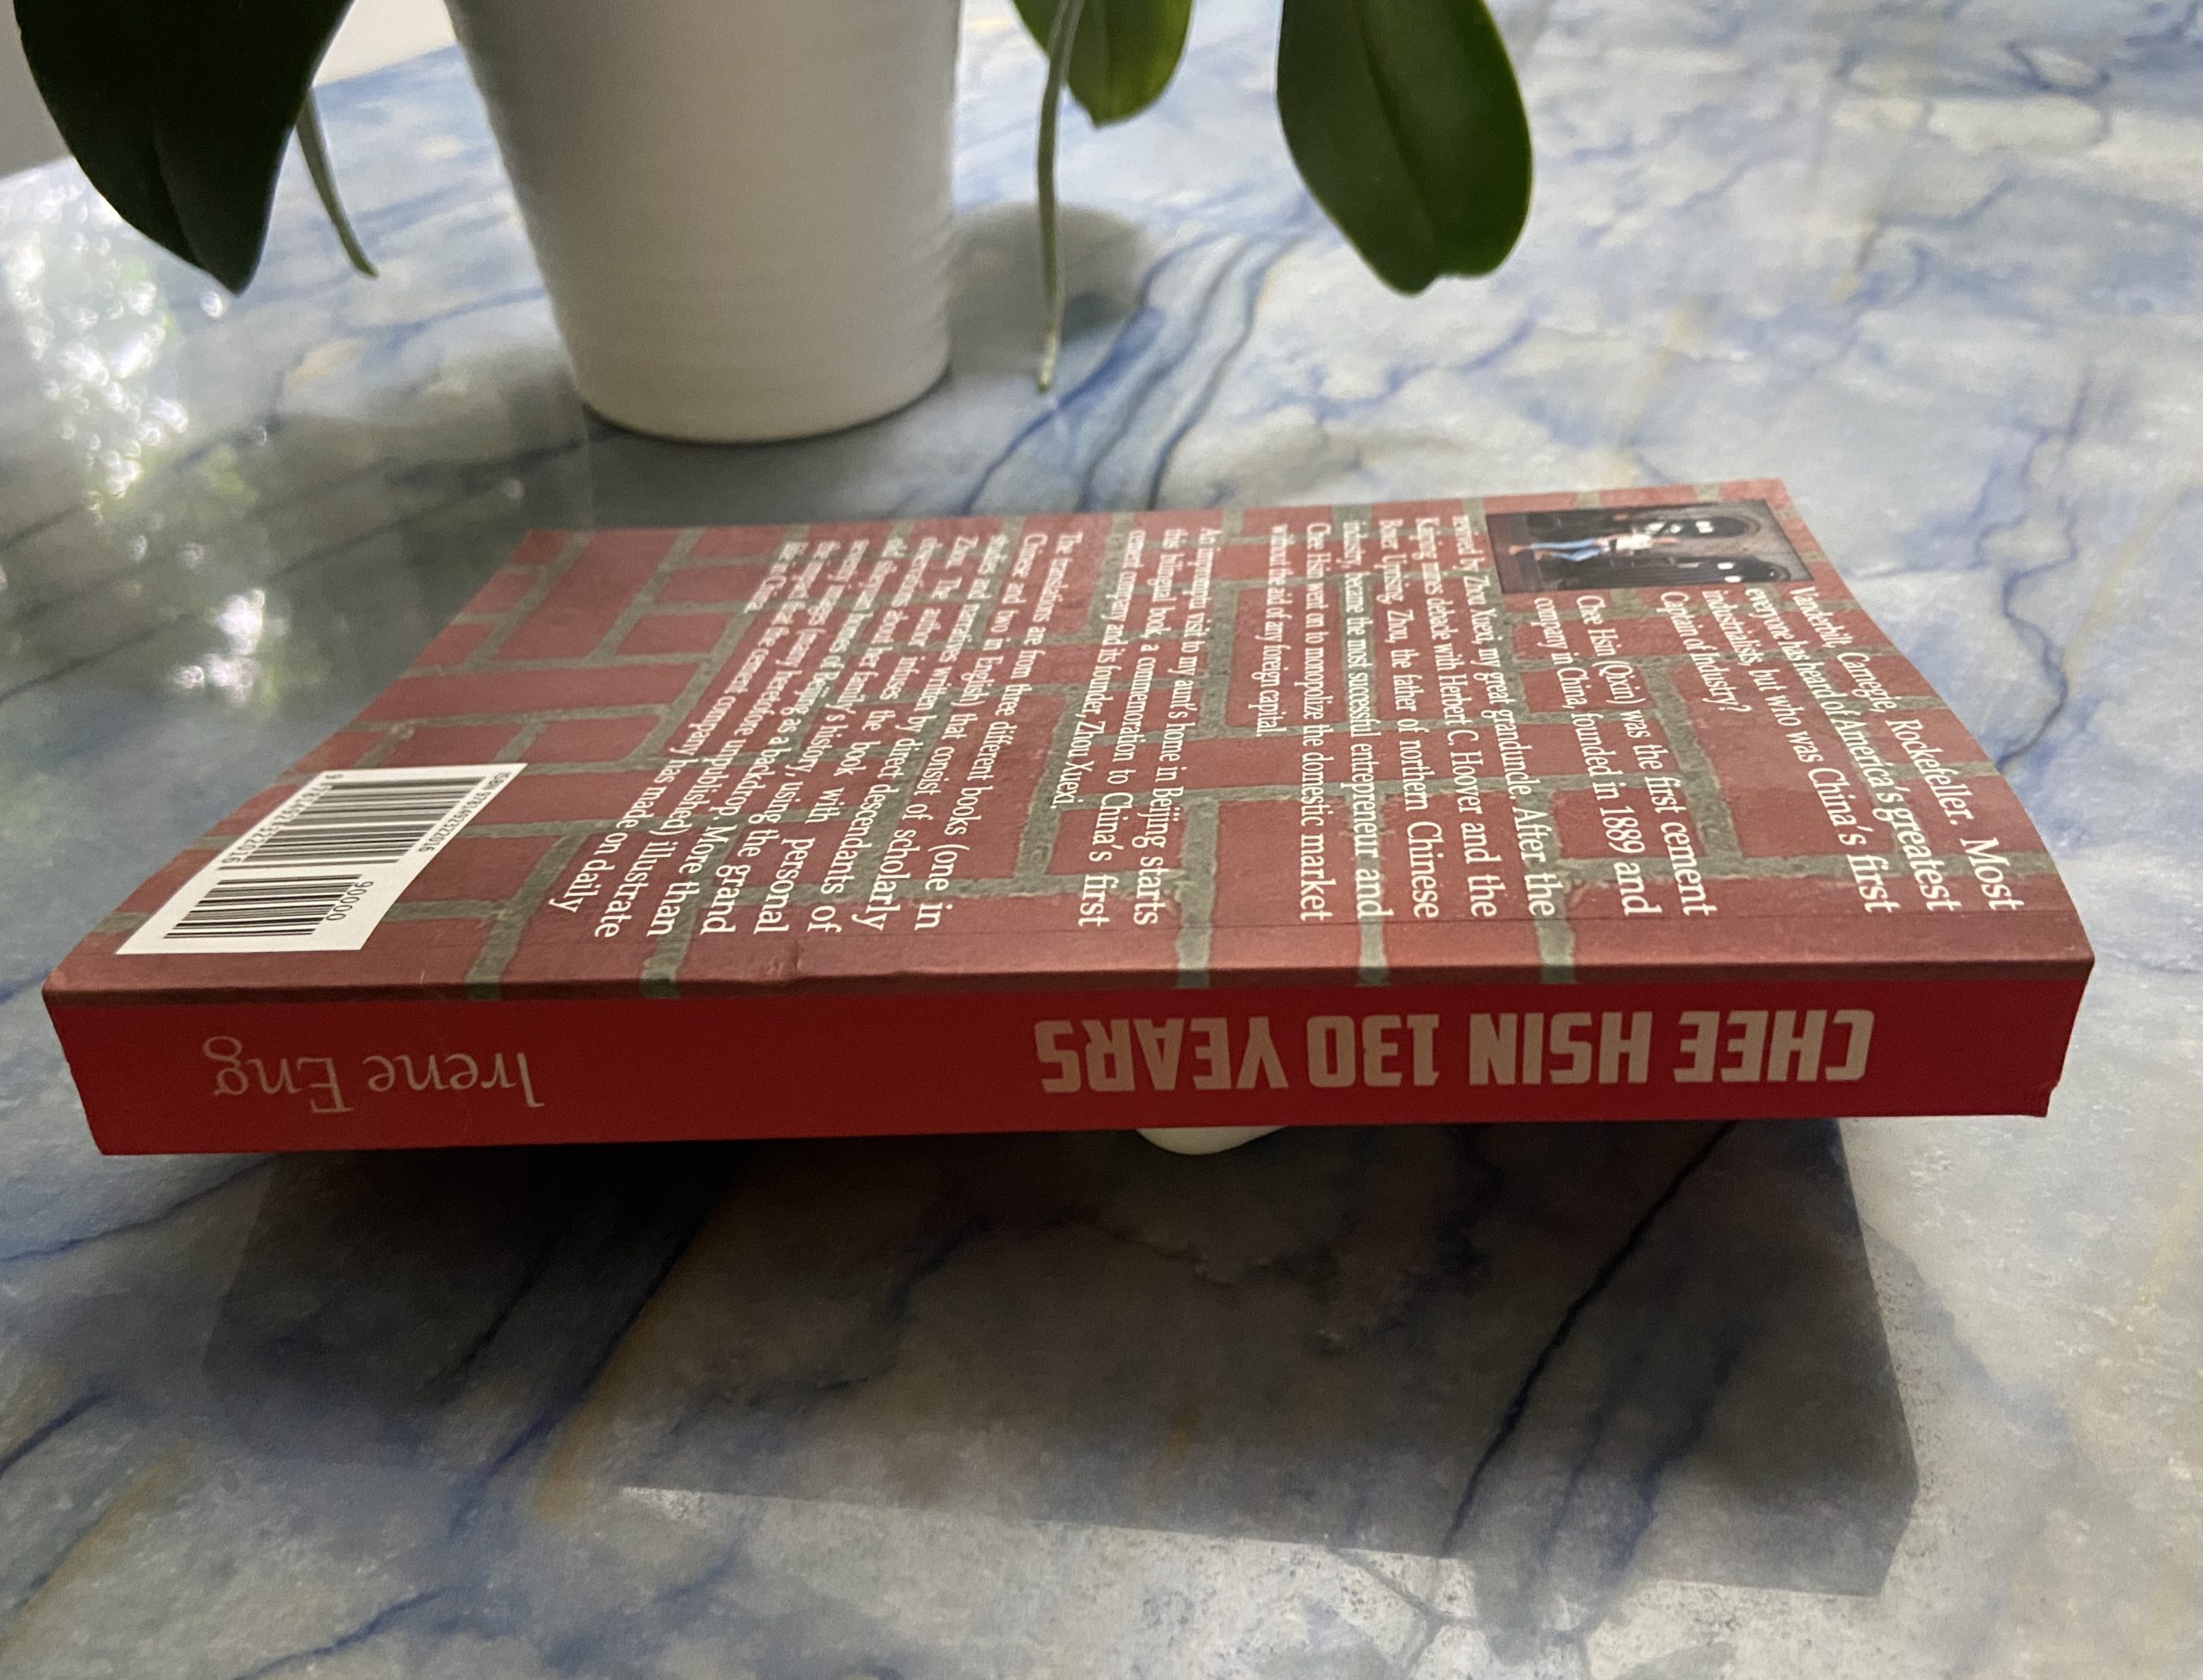 CHEE HSIN 130 YEARS
Irene Eng
Vanderbilt, Carnegie, Rockefeller. Most
everyone has heard of America's greatest
industrialists, but who was China's first
Captain of Industry?
Chee Hsin (Qixin) was the first cement
company in China, founded in 1889 and
revived by Zhou Xuexi, my great granduncle. After the
Kaiping mines debacle with Herbert C. Hoover and the
Boxer Uprising, Zhou, the father of northern Chinese
industry, became the most successful entrepreneur and
Chee Hsin went on to monopolize the domestic market
without the aid of any foreign capital.
An impromptu visit to my aunt's home in Beijing starts
this bilingual book, a commemoration to China's first
cement company and its founder, Zhou Xuexi.
The translations are from three different books (one in
Chinese and two in English) that consist of scholarly
studies and narratives written by direct descendants of
Zhou. The author infuses the book with personal
discoveries about her family's history, using the grand
old Beijing as a backdrop. More than
images (many heretofore unpublished) illustrate
the impact that the cement company has made on daily
life in China.
90000